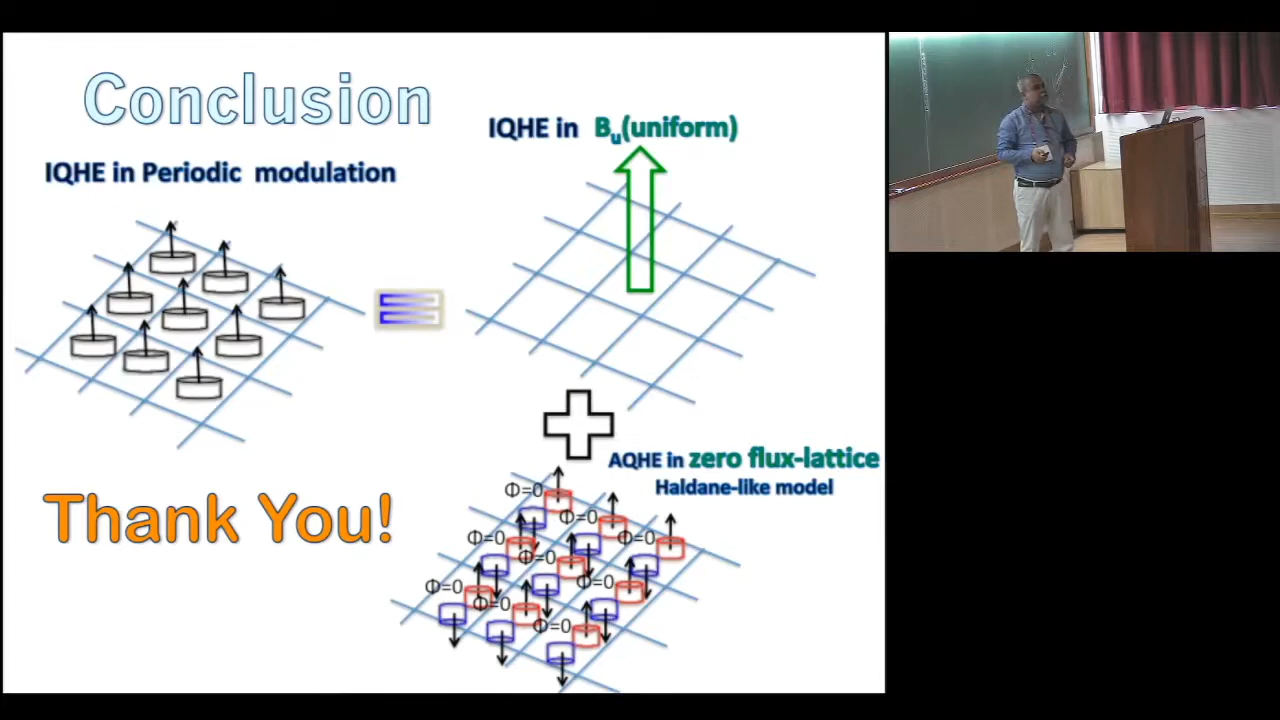 Conclusion
IQHE in Periodic modulation
IQHE in Bᵤ(uniform)
AQHE in zero flux-lattice
Haldane-like model
Φ=0
Φ=0
Φ=0
Φ=0
Φ=0
Φ=0
Φ=0
Φ=0
Φ=0
Thank You!